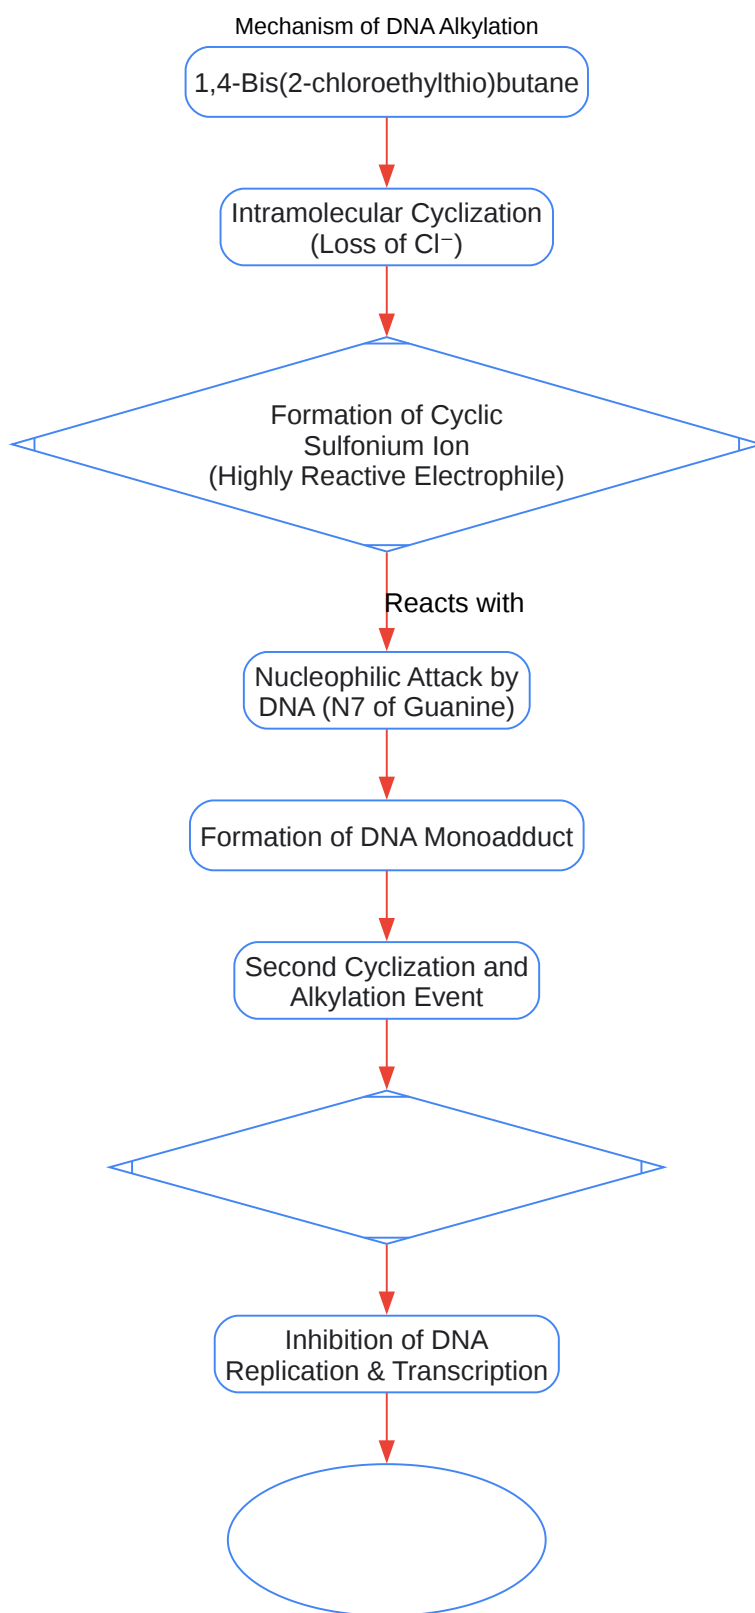 Mechanism of DNA Alkylation
1,4-Bis(2-chloroethylthio)butane
Intramolecular Cyclization
(Loss of Cl⁻)
Formation of Cyclic
Sulfonium Ion
(Highly Reactive Electrophile)
Reacts with
Nucleophilic Attack by
DNA (N7 of Guanine)
Formation of DNA Monoadduct
Second Cyclization and
Alkylation Event
Inhibition of DNA
Replication & Transcription